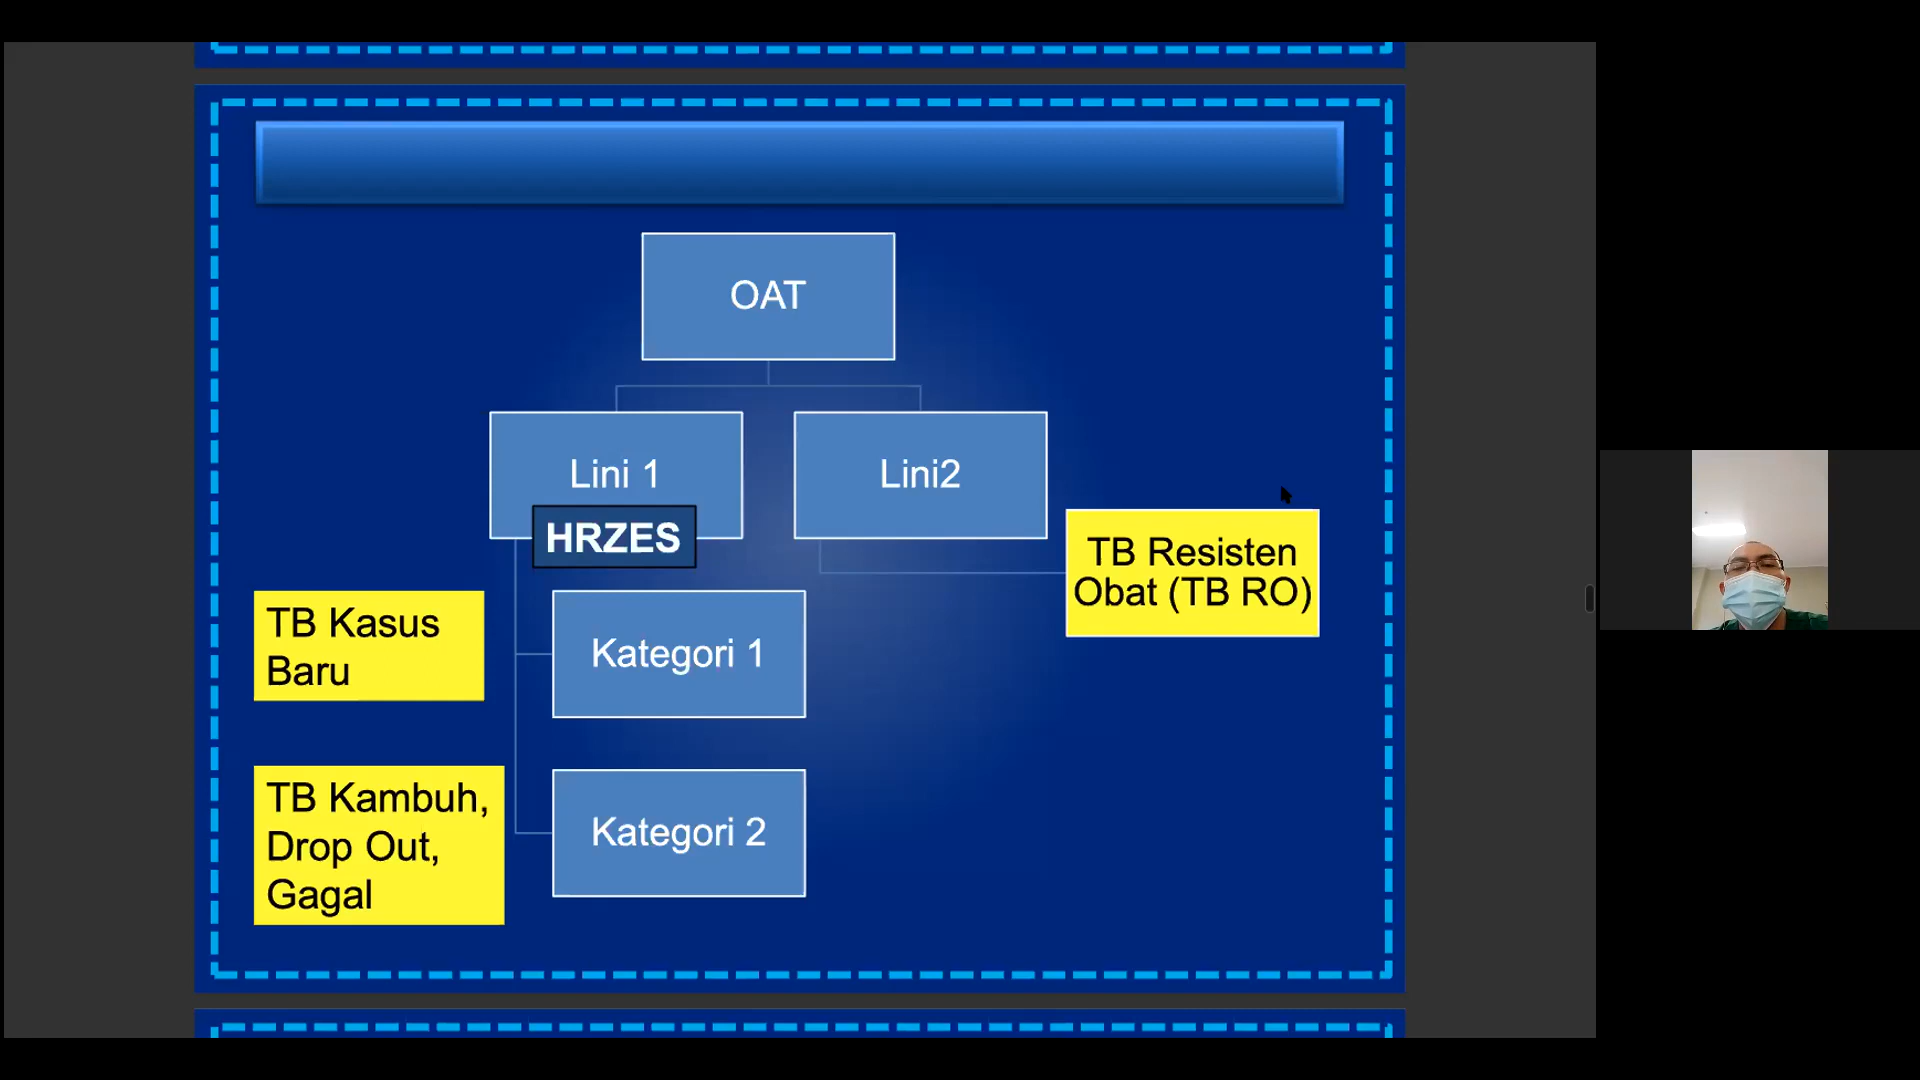 OAT
Lini 1
Lini2
HRZES
TB Resisten
Obat (TB RO)
TB Kasus
Baru
Kategori 1
TB Kambuh,
Drop Out,
Gagal
Kategori 2